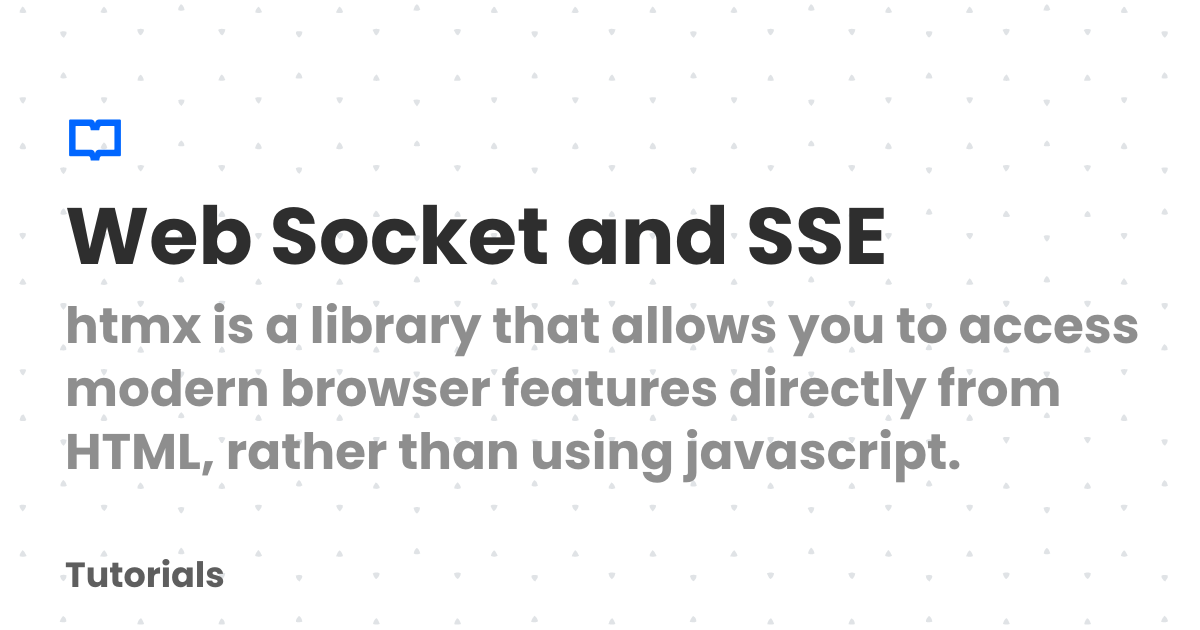 Web Socket and SSE
htmx is a library that allows you to access
modern browser features directly from
HTML, rather than using javascript.
Tutorials